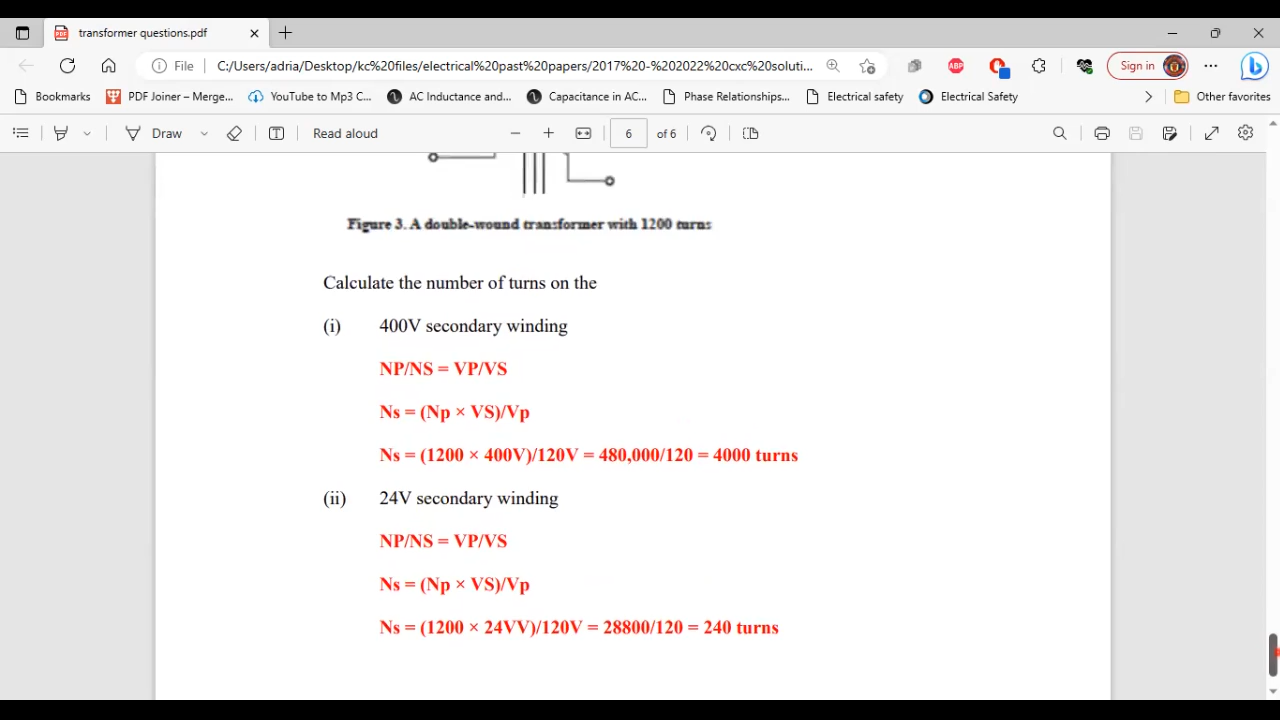 transformer questions.pdf
File
C:/Users/adria/Desktop/kc%20files/electrical%20past%20papers/2017%20-%202022%20cxc%20soluti...
Sign in
Bookmarks
PDF Joiner – Merge...
YouTube to Mp3 C...
AC Inductance and...
Capacitance in AC...
Phase Relationships...
Electrical safety
Electrical Safety
Other favorites
Draw
Read aloud
6 of 6
Figure 3. A double-wound transformer with 1200 turns
Calculate the number of turns on the
(i) 400V secondary winding
NP/NS = VP/VS
Ns = (Np × VS)/Vp
Ns = (1200 × 400V)/120V = 480,000/120 = 4000 turns
(ii) 24V secondary winding
NP/NS = VP/VS
Ns = (Np × VS)/Vp
Ns = (1200 × 24VV)/120V = 28800/120 = 240 turns